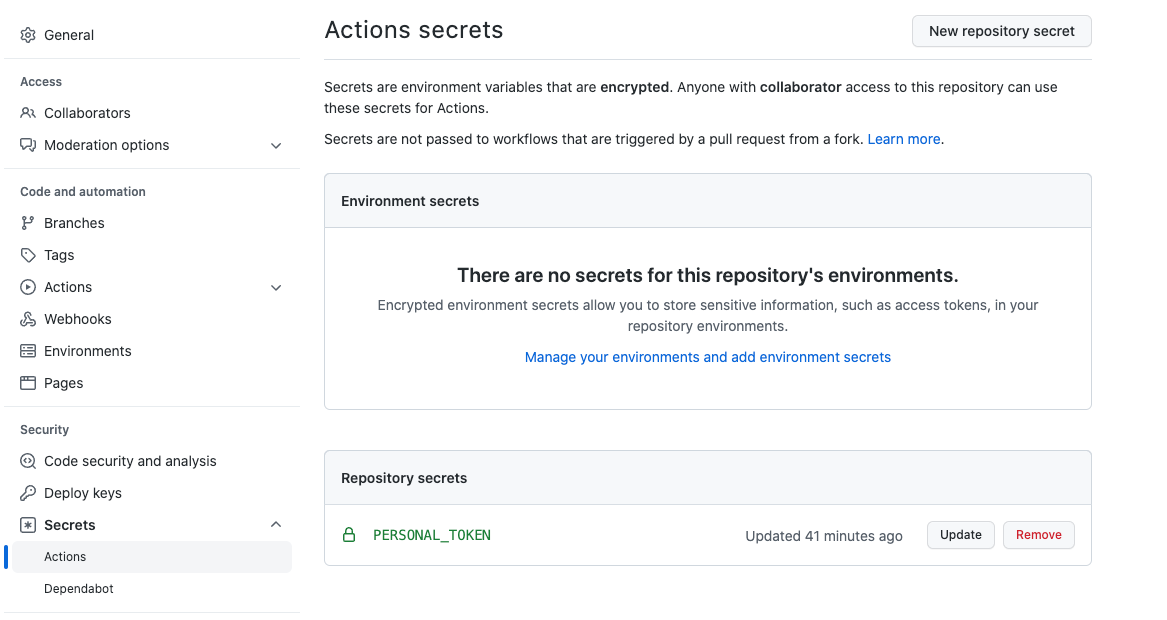 General
Access
Collaborators
Moderation options
Code and automation
Branches
Tags
Actions
Webhooks
Environments
Pages
Security
Code security and analysis
Deploy keys
Secrets
Actions
Dependabot
Actions secrets
New repository secret
Secrets are environment variables that are encrypted. Anyone with collaborator access to this repository can use
these secrets for Actions.
Secrets are not passed to workflows that are triggered by a pull request from a fork. Learn more.
Environment secrets
There are no secrets for this repository's environments.
Encrypted environment secrets allow you to store sensitive information, such as access tokens, in your
repository environments.
Manage your environments and add environment secrets
Repository secrets
PERSONAL_TOKEN Updated 41 minutes ago Update Remove